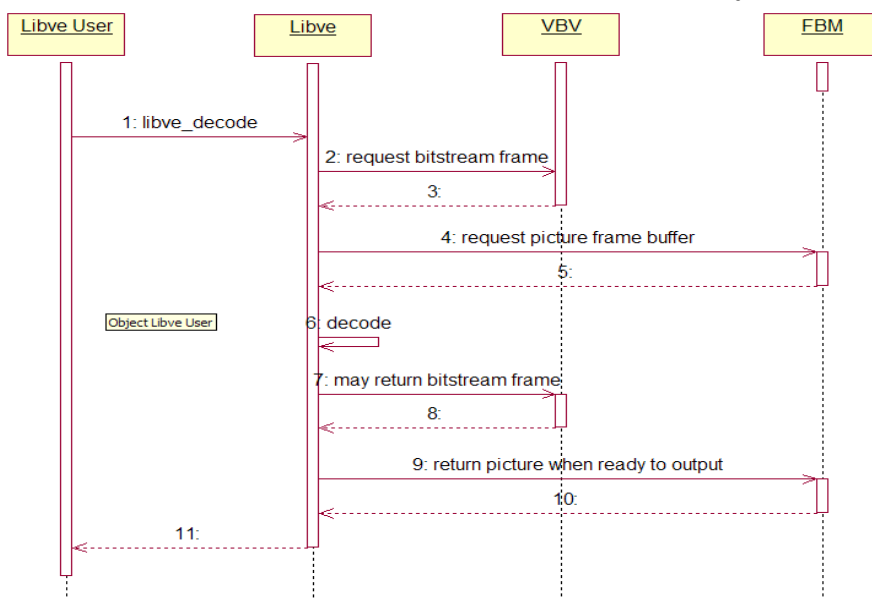 Libve User
Libve
VBV
FBM
1: libve_decode
2: request bitstream frame
3:
4: request picture frame buffer
5:
Object Libve User
6: decode
7: may return bitstream frame
8:
9: return picture when ready to output
10:
11: